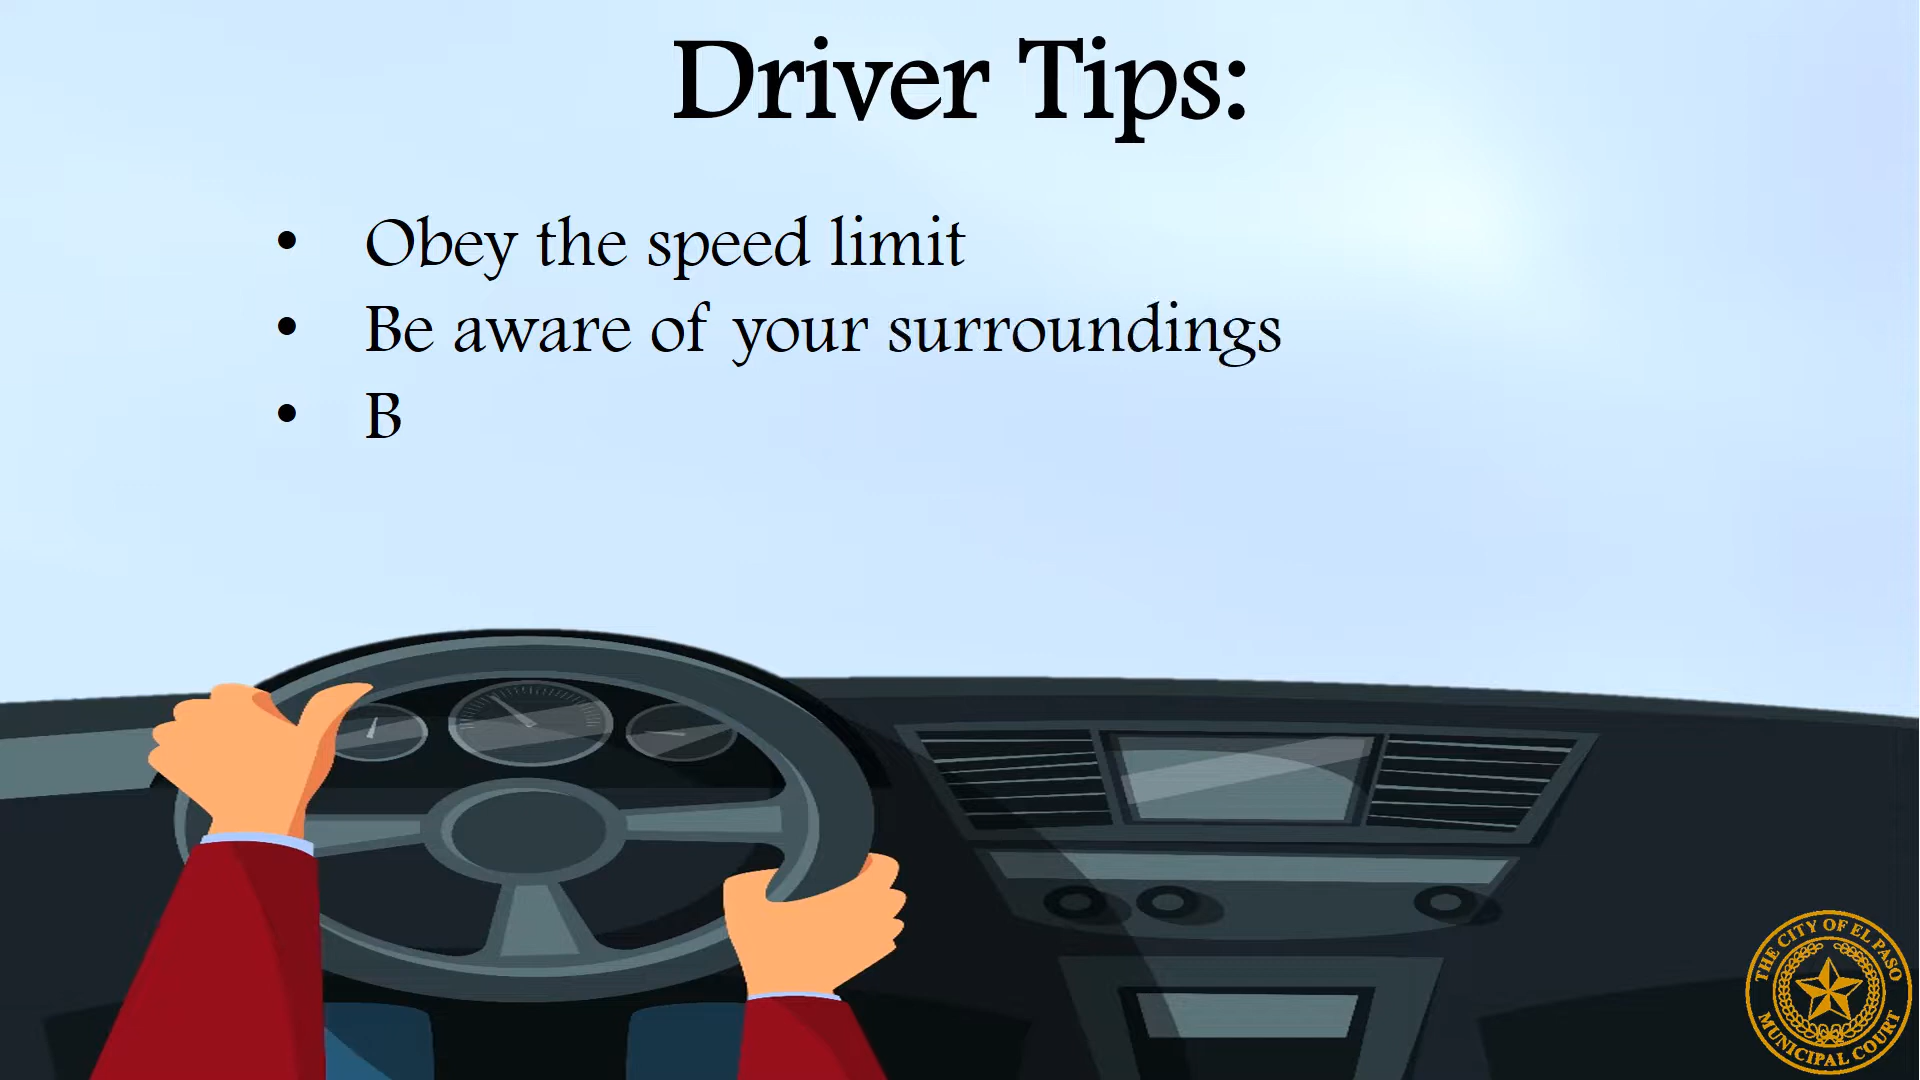 Driver Tips:
• Obey the speed limit
• Be aware of your surroundings
• B
THE CITY OF EL PASO
MUNICIPAL COURT